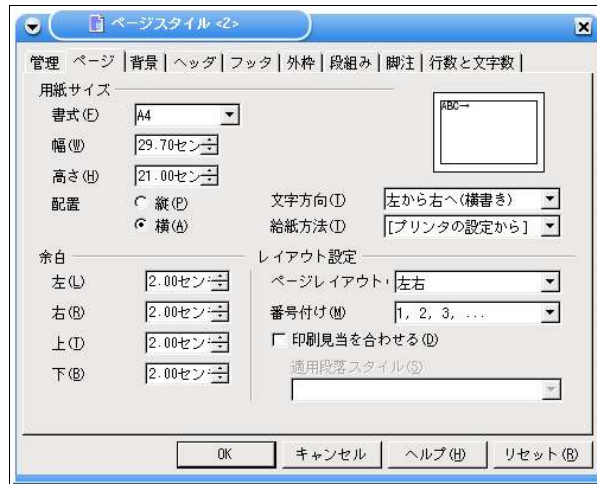 ページスタイル <2>
管理 ページ 背景 ヘッダ フッタ 外枠 段組み 脚注 行数と文字数
用紙サイズ
書式(F) A4
ABC→
幅(W) 29.70セン
高さ(H) 21.00セン
配置 縦(P) 文字方向(T) 左から右へ(横書き)
横(A) 給紙方法(T) [プリンタの設定から]
余白 レイアウト設定
左(L) 2.00セン ページレイアウト 左右
右(R) 2.00セン 番号付け(M) 1, 2, 3, ...
上(T) 2.00セン 印刷見当を合わせる(D)
下(B) 2.00セン 適用段落スタイル(S)
OK キャンセル ヘルプ(H) リセット(R)